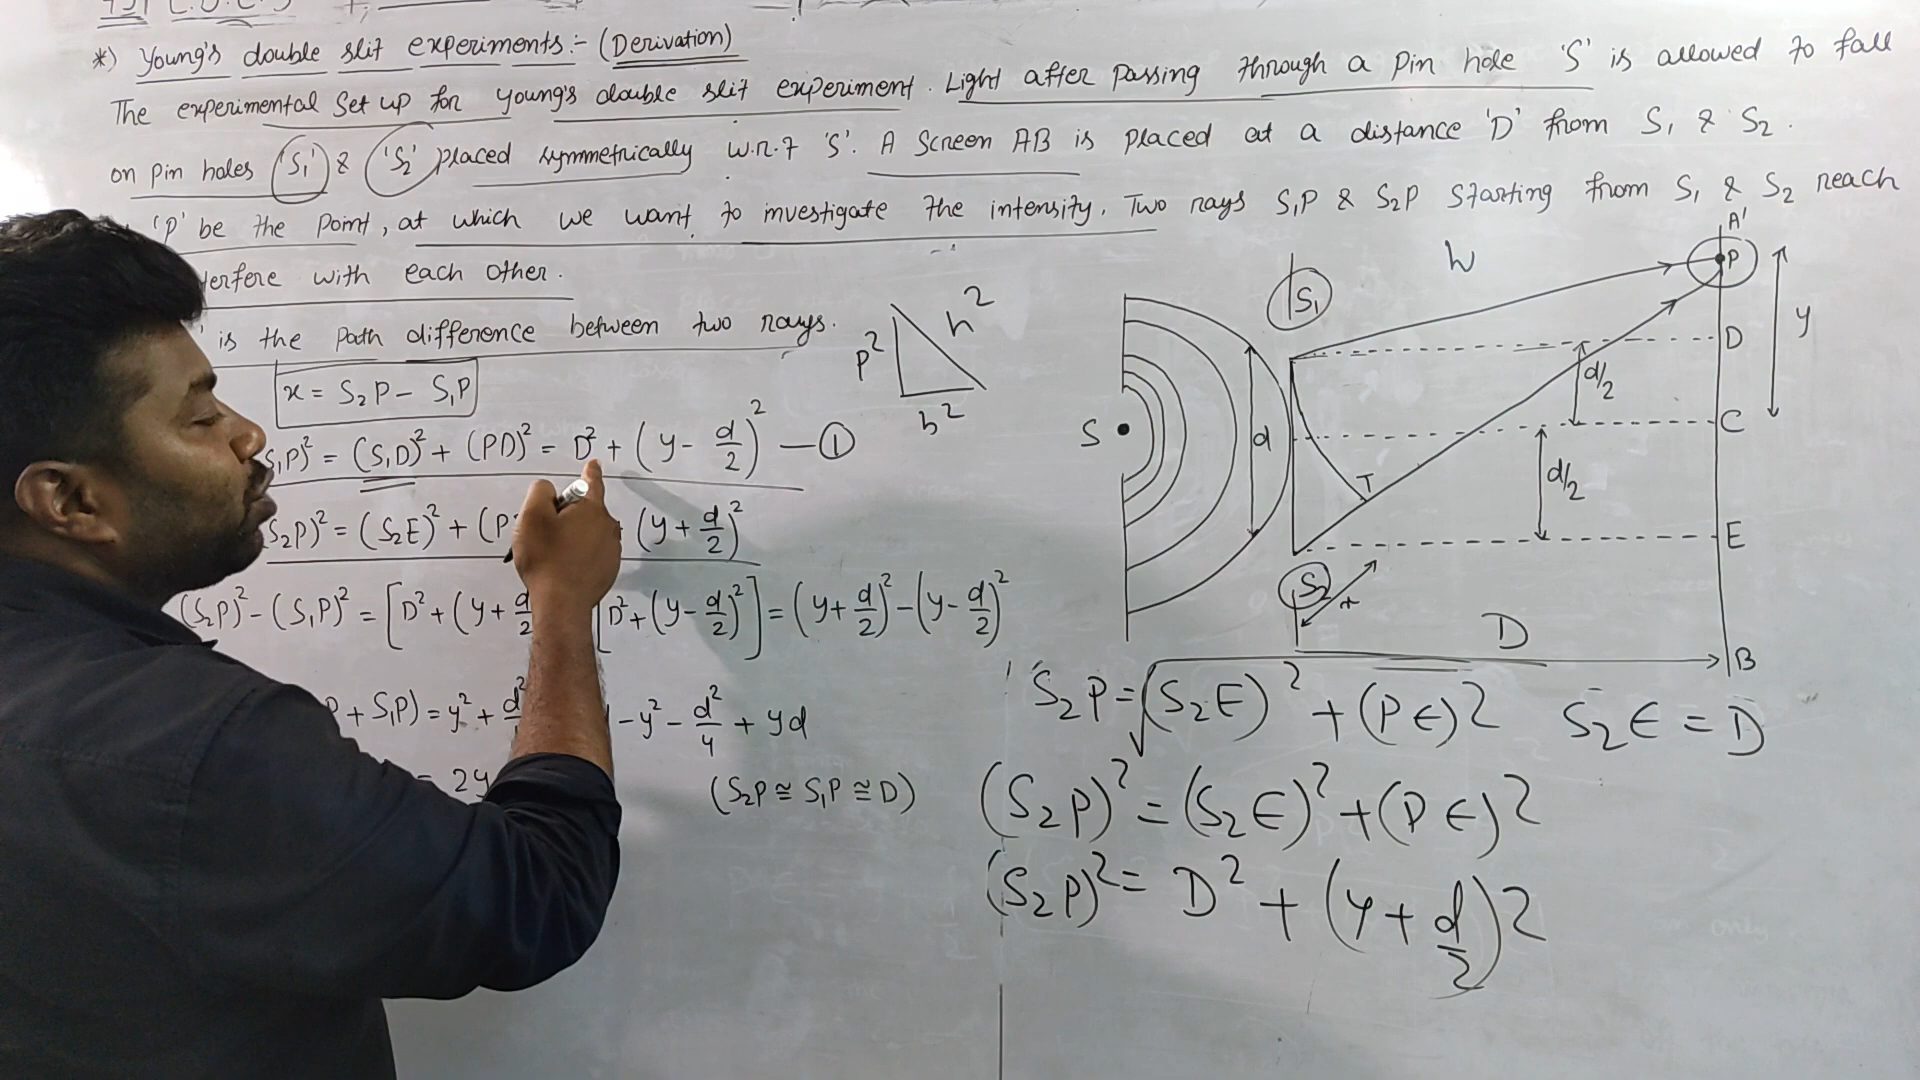 *) Young's double slit experiments:- (Derivation)
The experimental Set up for Young's double slit experiment. Light after passing through a pin hole 'S' is allowed to fall
on pin holes 'S₁' & 'S₂' placed symmetrically w.r.t 'S'. A Screen AB is placed at a distance 'D' from S₁ & S₂.
'P' be the point, at which we want to investigate the intensity. Two rays S₁P & S₂P Starting from S₁ & S₂ reach
with each other.
is the Path difference between two rays.
x = S₂P – S₁P
S₁P)² = (S₁D)² + (PD)² = D² + (y - d/2)² — ①
S₂P)² = (S₂E)² + (P (y + d/2)²
(S₂P)² - (S₁P)² = [D² + (y + d/2 [D² + (y - d/2)²] = (y + d/2)² - (y - d/2)²
+ S₁P) = y² + d² - y² - d²/4 + yd
= 2y
(S₂P ≅ S₁P ≅ D)
p² h²
b²
S
d
S₁
S₂
x
T
h
A'
P
D
C
E
B
y
d/2
d/2
D
S₂P = √(S₂E)² + (PE)² S₂E = D
(S₂P)² = (S₂E)² + (PE)²
(S₂P)² = D² + (y + d/2)²